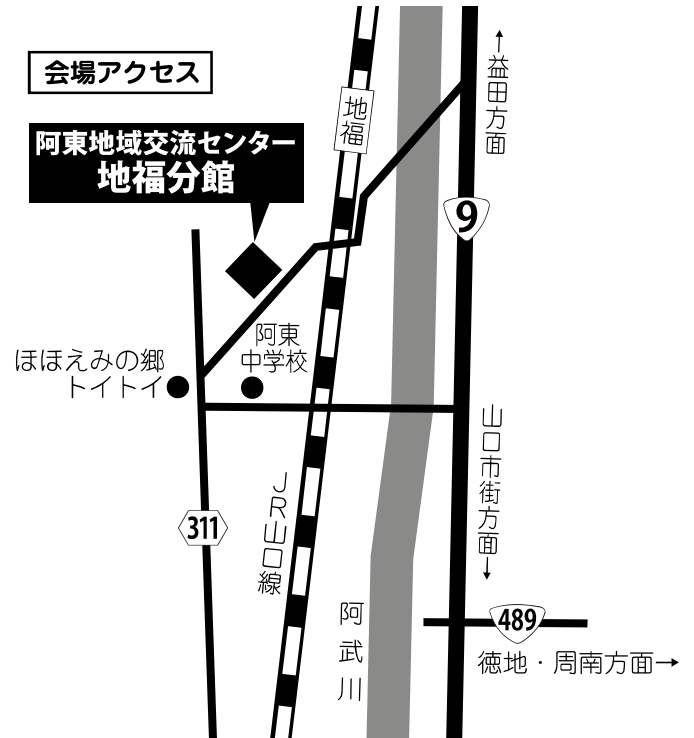 会場アクセス
阿東地域交流センター
地福分館
地福
↑益田方面
9
阿東
中学校
ほほえみの郷
トイトイ
山口市街方面↓
311
JR山口線
阿武川
489
徳地・周南方面→